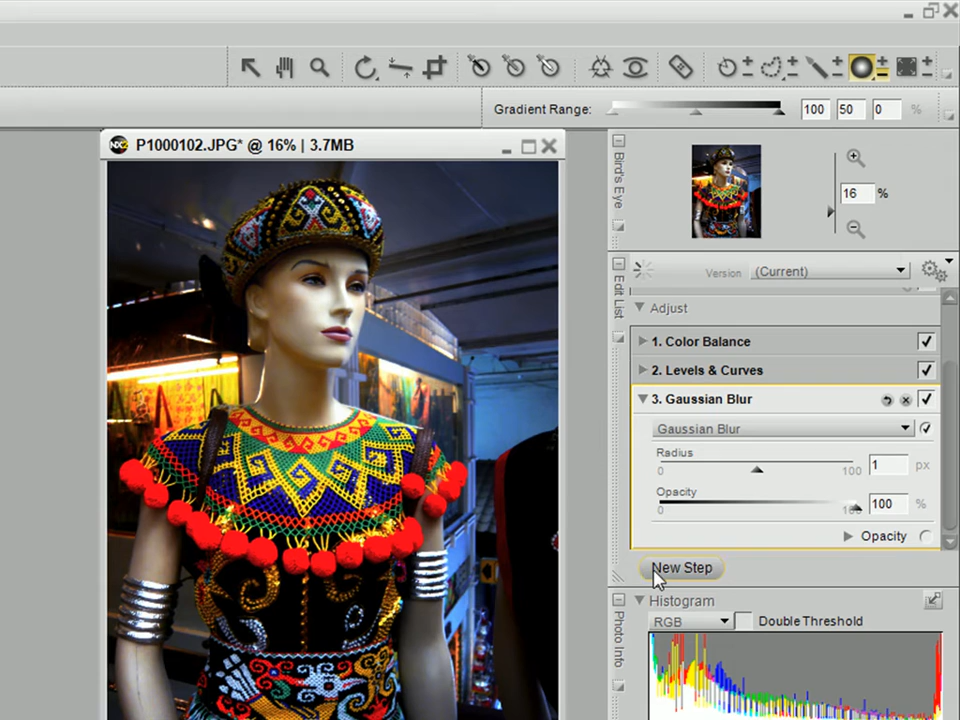 Gradient Range: 100 50 0 %
NX2 P1000102.JPG* @ 16% | 3.7MB
Bird's Eye
16 %
Edit List
Version (Current)
Adjust
1. Color Balance
2. Levels & Curves
3. Gaussian Blur
Gaussian Blur
Radius
0 100 1 px
Opacity
0 100 %
Opacity
New Step
Photo Info
Histogram
RGB Double Threshold